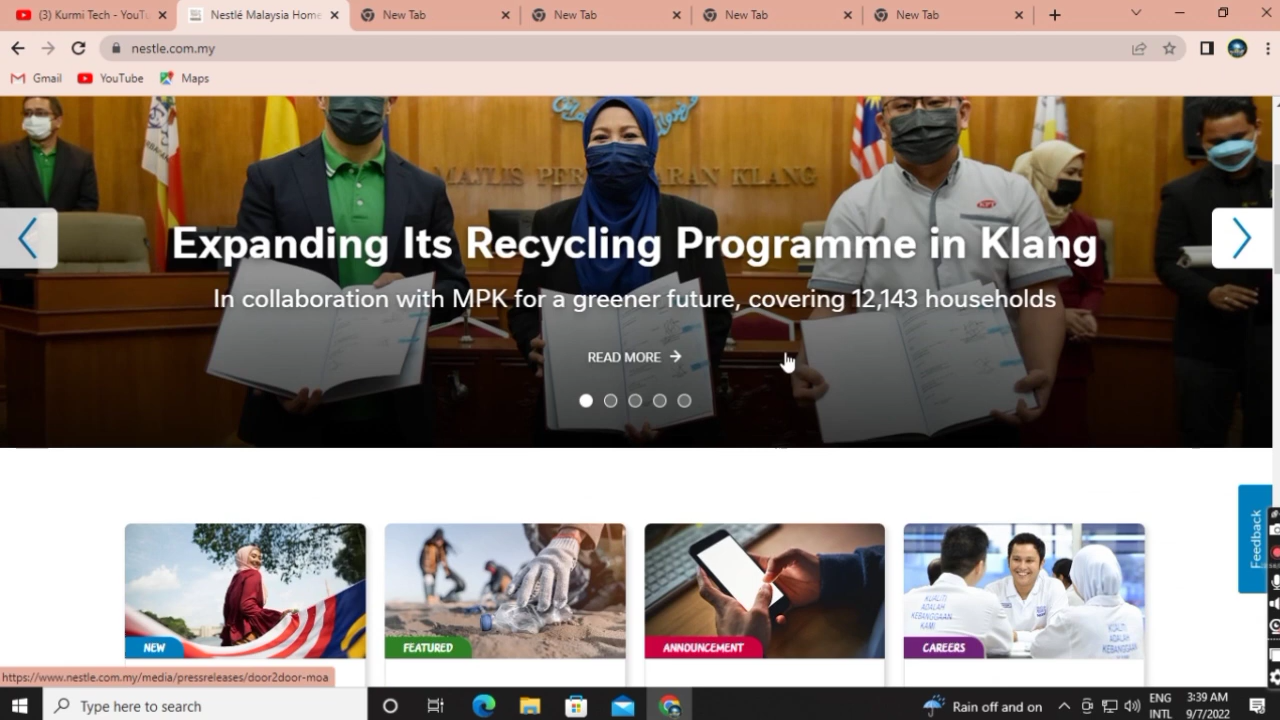 (3) Kurmi Tech - YouTu
Nestlé Malaysia Home
New Tab
New Tab
New Tab
New Tab
nestle.com.my
Gmail
YouTube
Maps
MAJLIS PER ARAN KLANG
Expanding Its Recycling Programme in Klang
In collaboration with MPK for a greener future, covering 12,143 households
READ MORE →
Feedback
KUALITI
ADALAH
KEBANGGAAN
KAMI
NEW
FEATURED
ANNOUNCEMENT
CAREERS
https://www.nestle.com.my/media/pressreleases/door2door-moa
Type here to search
Rain off and on
ENG
INTL
3:39 AM
9/7/2022